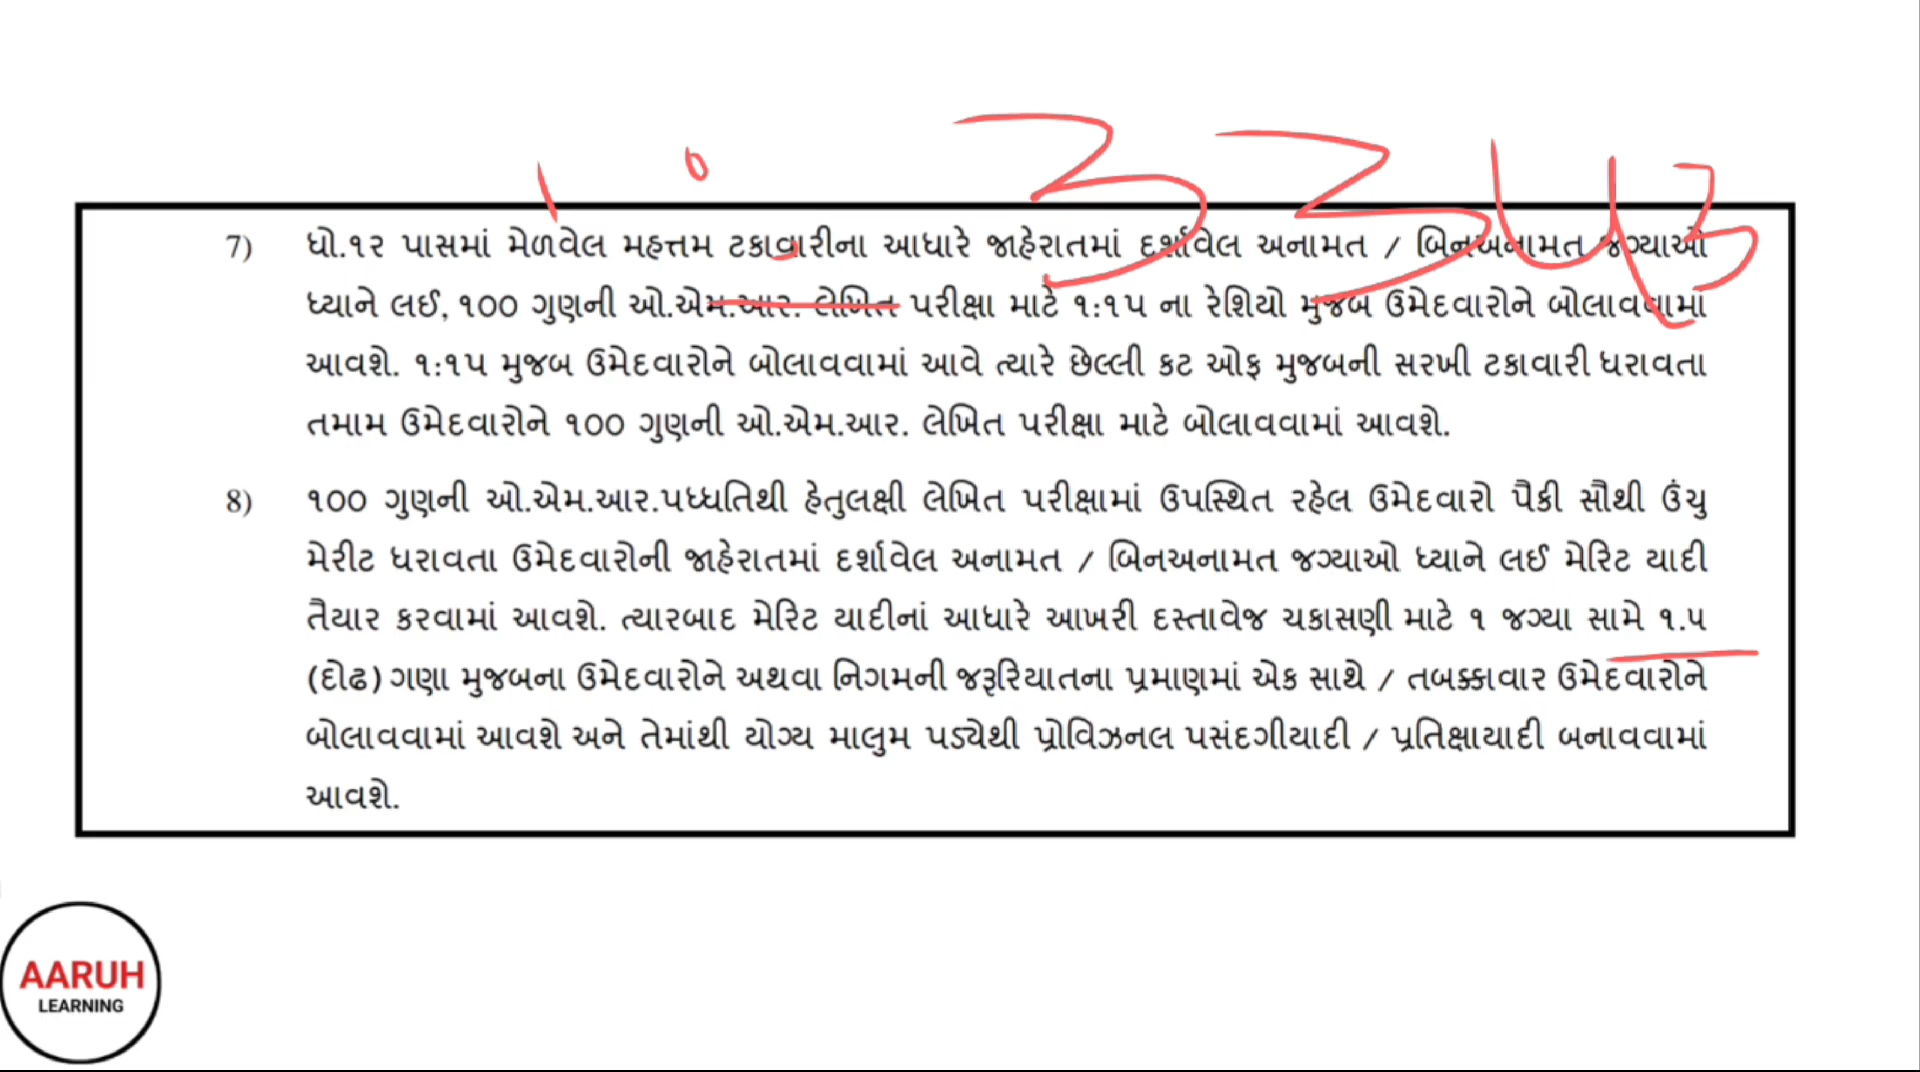 7) ધો.૧૨ પાસમાં મેળવેલ મહત્તમ ટકાવારીના આધારે જાહેરાતમાં દર્શાવેલ અનામત / બિનઅનામત જગ્યાઓ
ધ્યાને લઈ, ૧૦૦ ગુણની ઓ.એમ.આર. લેખિત પરીક્ષા માટે ૧:૧૫ ના રેશિયો મુજબ ઉમેદવારોને બોલાવવામાં
આવશે. ૧:૧૫ મુજબ ઉમેદવારોને બોલાવવામાં આવે ત્યારે છેલ્લી કટ ઓફ મુજબની સરખી ટકાવારી ધરાવતા
તમામ ઉમેદવારોને ૧૦૦ ગુણની ઓ.એમ.આર. લેખિત પરીક્ષા માટે બોલાવવામાં આવશે.
8) ૧૦૦ ગુણની ઓ.એમ.આર.પધ્ધતિથી હેતુલક્ષી લેખિત પરીક્ષામાં ઉપસ્થિત રહેલ ઉમેદવારો પૈકી સૌથી ઉંચુ
મેરીટ ધરાવતા ઉમેદવારોની જાહેરાતમાં દર્શાવેલ અનામત / બિનઅનામત જગ્યાઓ ધ્યાને લઈ મેરિટ યાદી
તૈયાર કરવામાં આવશે. ત્યારબાદ મેરિટ યાદીનાં આધારે આખરી દસ્તાવેજ ચકાસણી માટે ૧ જગ્યા સામે ૧.૫
(દોઢ) ગણા મુજબના ઉમેદવારોને અથવા નિગમની જરૂરિયાતના પ્રમાણમાં એક સાથે / તબક્કાવાર ઉમેદવારોને
બોલાવવામાં આવશે અને તેમાંથી યોગ્ય માલુમ પડ્યેથી પ્રોવિઝનલ પસંદગીયાદી / પ્રતિક્ષાયાદી બનાવવામાં
આવશે.
AARUH
LEARNING